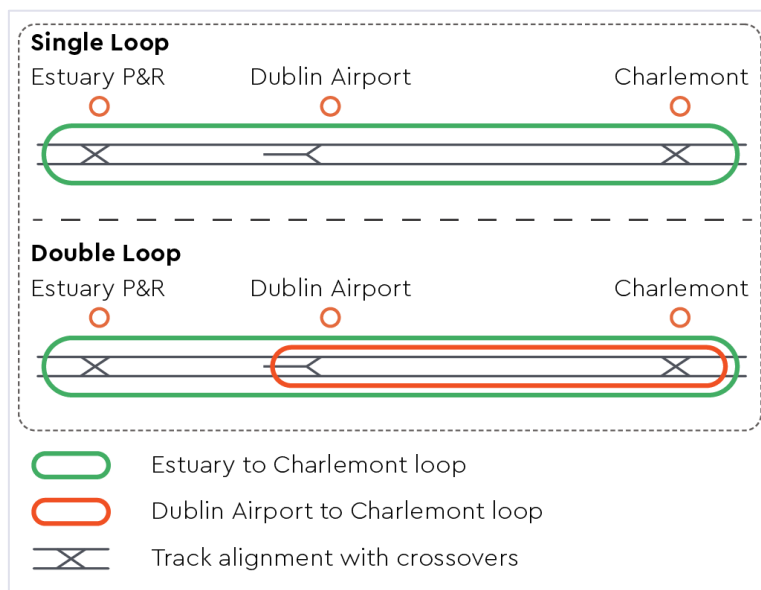 Single Loop
Estuary P&R Dublin Airport Charlemont
Double Loop
Estuary P&R Dublin Airport Charlemont
Estuary to Charlemont loop
Dublin Airport to Charlemont loop
Track alignment with crossovers